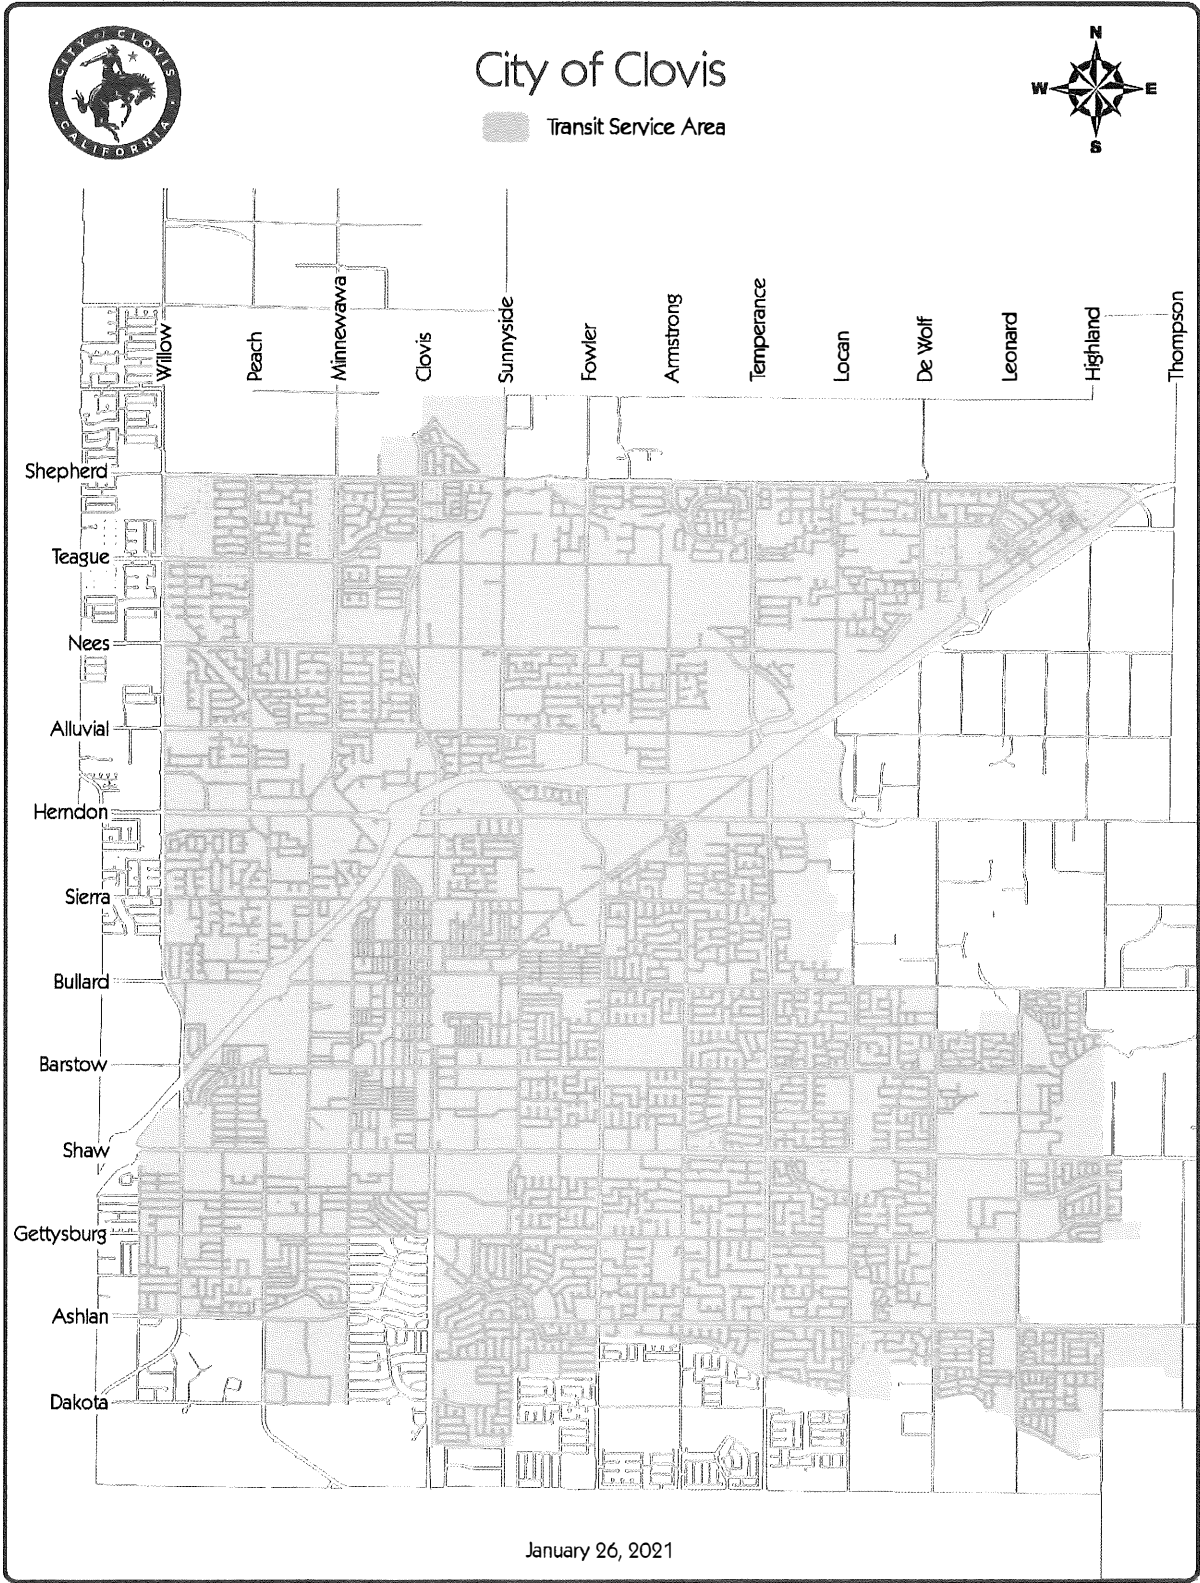 CITY of CLOVIS
CALIFORNIA
City of Clovis
Transit Service Area
N
W
E
S
Willow
Peach
Minnewawa
Clovis
Sunnyside
Fowler
Armstrong
Temperance
Locan
De Wolf
Leonard
Highland
Thompson
Shepherd
Teague
Nees
Alluvial
Herndon
Sierra
Bullard
Barstow
Shaw
Gettysburg
Ashlan
Dakota
January 26, 2021